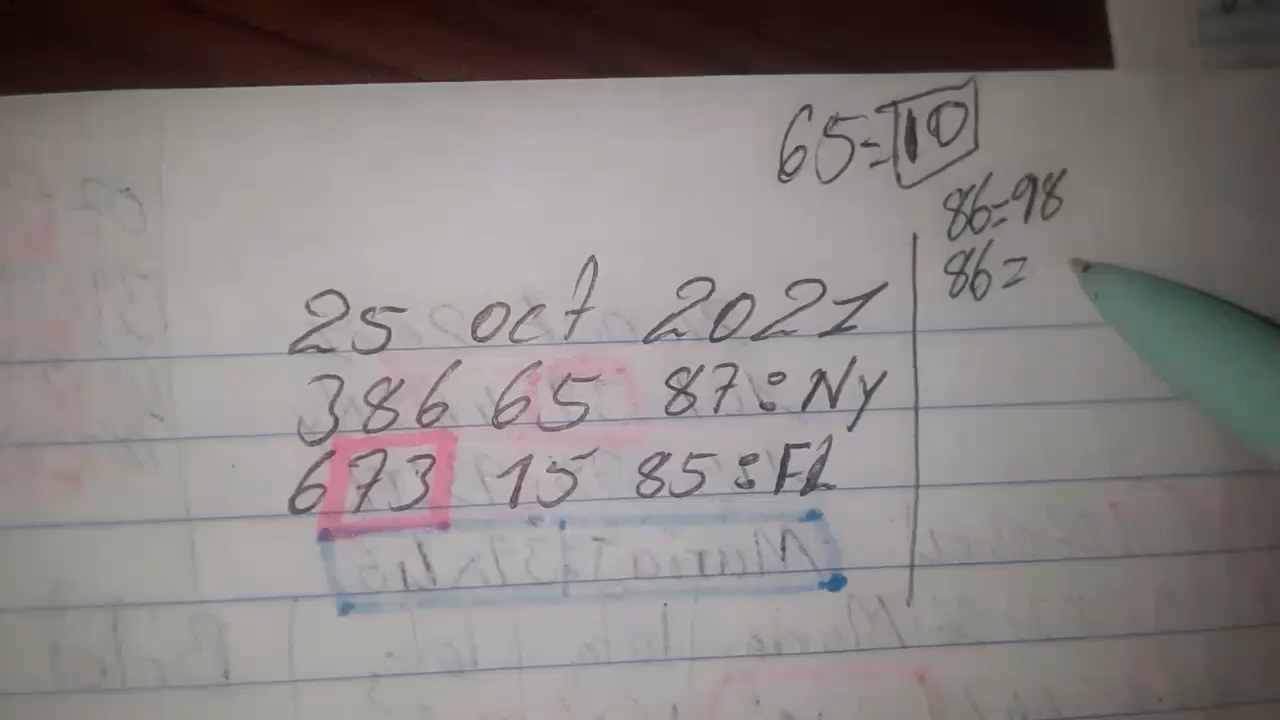 65=10
86=98
86=
25 oct 2021
386 65 87:Ny
673 15 85:FL